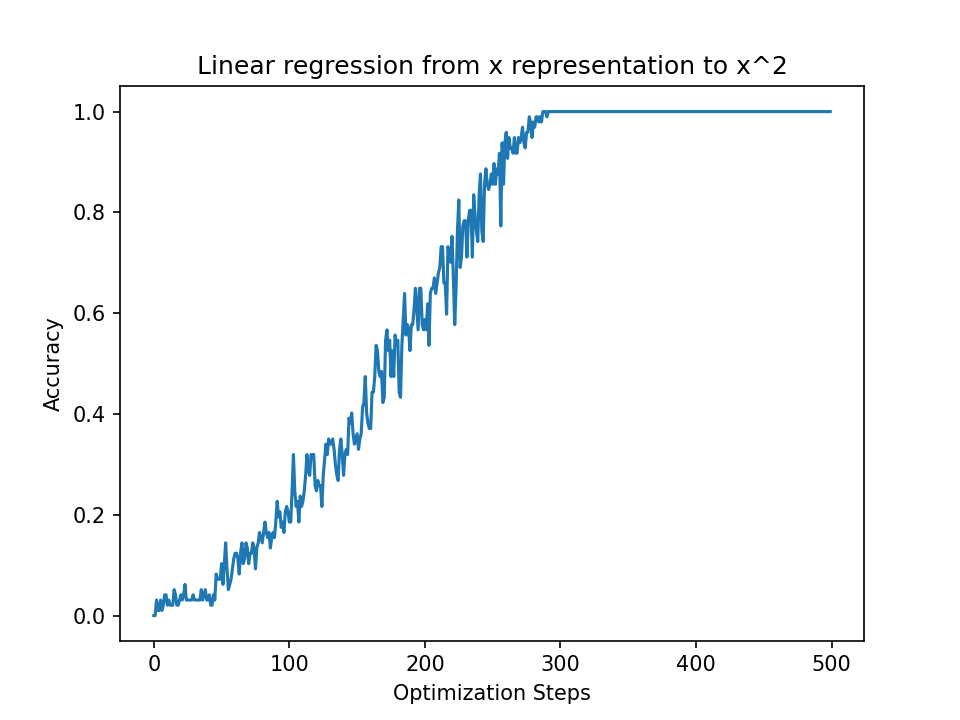 Linear regression from x representation to x^2
1.0
0.8
0.6
0.4
0.2
0.0
Accuracy
0 100 200 300 400 500
Optimization Steps